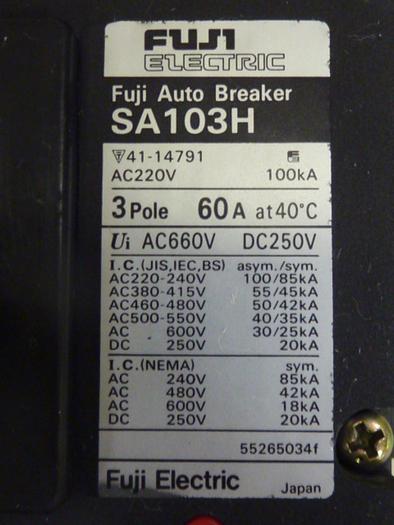 FUJI
ELECTRIC
Fuji Auto Breaker
SA103H
41-14791
AC220V 100kA
3 Pole 60A at 40°C
Ui AC660V DC250V
I.C.(JIS,IEC,BS) asym./sym.
AC220-240V 100/85kA
AC380-415V 55/45kA
AC460-480V 50/42kA
AC500-550V 40/35kA
AC 600V 30/25kA
DC 250V 20kA
I.C.(NEMA) sym.
AC 240V 85kA
AC 480V 42kA
AC 600V 18kA
DC 250V 20kA
55265034f
Fuji Electric Japan